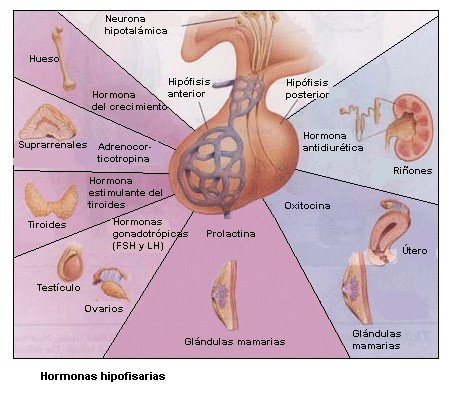 Neurona
hipotalámica
Hueso
Hipófisis
anterior
Hipófisis
posterior
Hormona
del crecimiento
Hormona
antidiurética
Suprarrenales
Adrenocor-
ticotropina
Riñones
Hormona
estimulante del
tiroides
Oxitocina
Tiroides
Hormonas
gonadotrópicas
(FSH y LH)
Prolactina
Útero
Testículo
Ovarios
Glándulas mamarias
Glándulas
mamarias
Hormonas hipofisarias